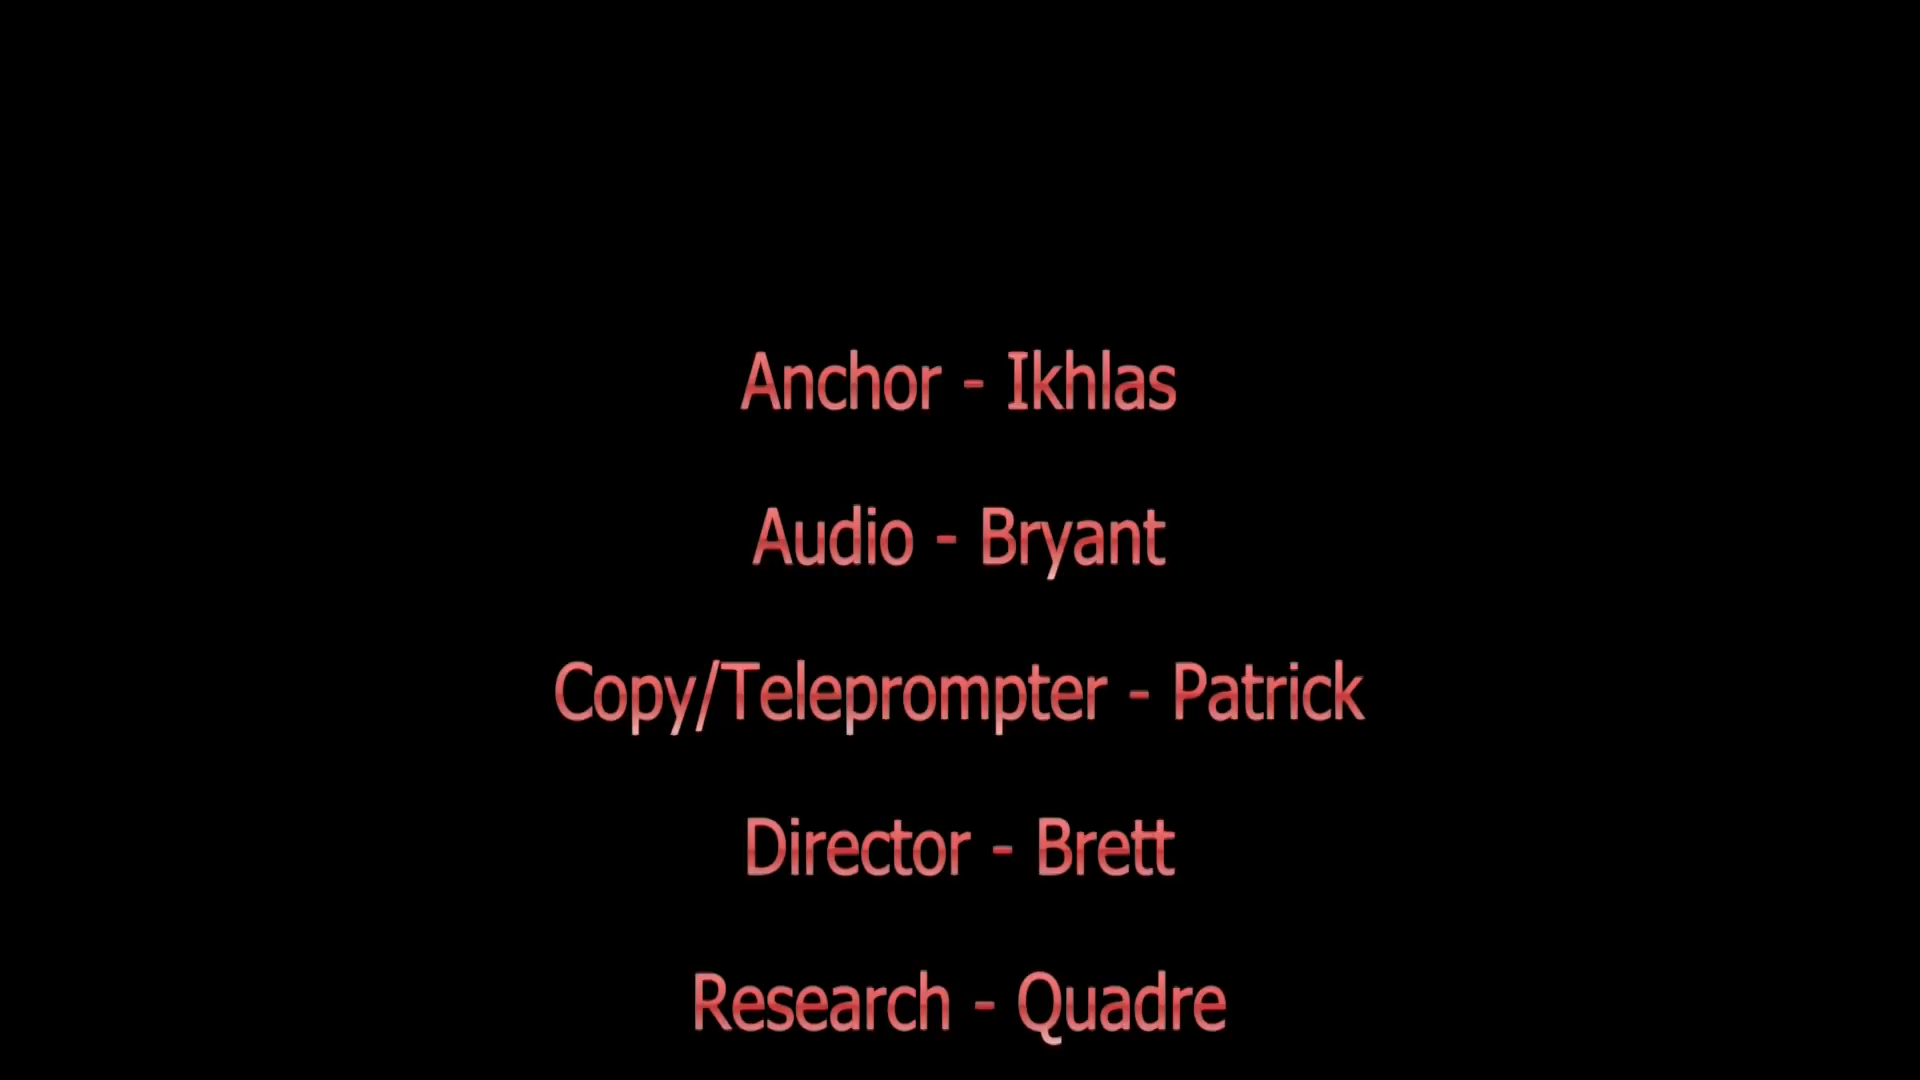 Anchor - Ikhlas
Audio - Bryant
Copy/Teleprompter - Patrick
Director - Brett
Research - Quadre